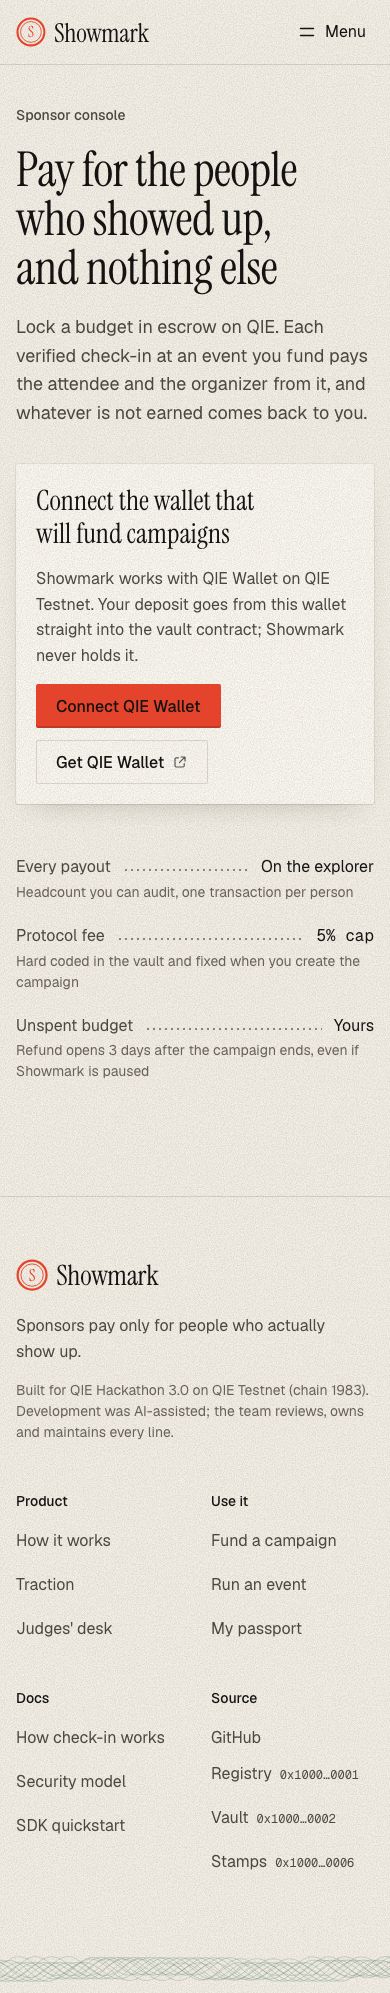 S Showmark
Menu
Sponsor console
Pay for the people
who showed up,
and nothing else
Lock a budget in escrow on QIE. Each
verified check-in at an event you fund pays
the attendee and the organizer from it, and
whatever is not earned comes back to you.
Connect the wallet that
will fund campaigns
Showmark works with QIE Wallet on QIE
Testnet. Your deposit goes from this wallet
straight into the vault contract; Showmark
never holds it.
Connect QIE Wallet
Get QIE Wallet
Every payout ........................ On the explorer
Headcount you can audit, one transaction per person
Protocol fee ........................ 5% cap
Hard coded in the vault and fixed when you create the
campaign
Unspent budget ........................ Yours
Refund opens 3 days after the campaign ends, even if
Showmark is paused
S Showmark
Sponsors pay only for people who actually
show up.
Built for QIE Hackathon 3.0 on QIE Testnet (chain 1983).
Development was AI-assisted; the team reviews, owns
and maintains every line.
Product
How it works
Traction
Judges' desk
Use it
Fund a campaign
Run an event
My passport
Docs
How check-in works
Security model
SDK quickstart
Source
GitHub
Registry 0x1000…0001
Vault 0x1000…0002
Stamps 0x1000…0006